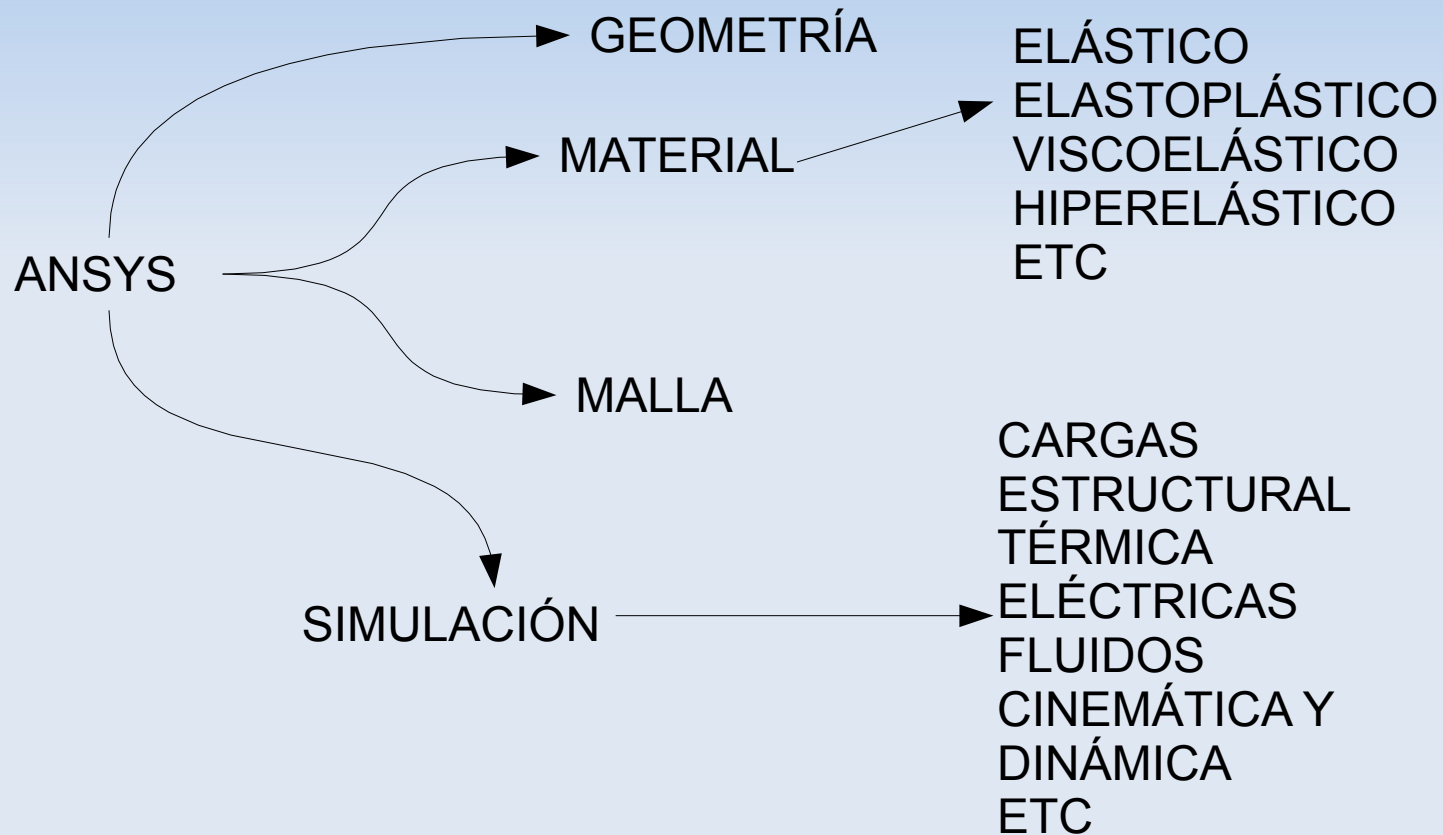 GEOMETRÍA
ELÁSTICO
ELASTOPLÁSTICO
MATERIAL
VISCOELÁSTICO
HIPERELÁSTICO
ETC
ANSYS
MALLA
CARGAS
ESTRUCTURAL
TÉRMICA
ELÉCTRICAS
SIMULACIÓN
FLUIDOS
CINEMÁTICA Y
DINÁMICA
ETC